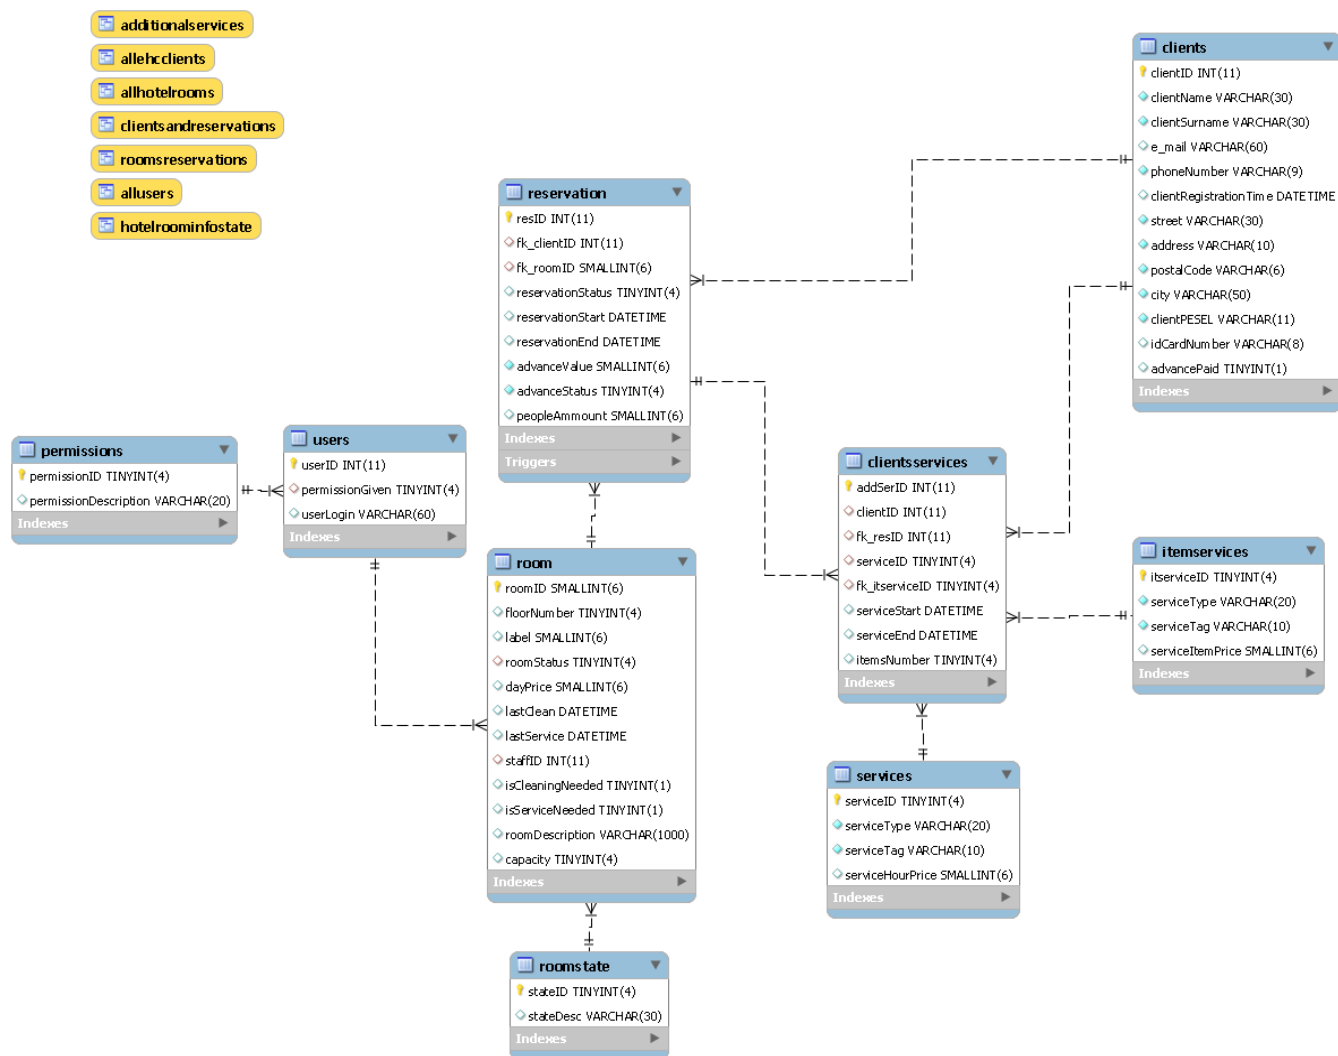 additionalservices
allehcclients
allhotelrooms
clientsandreservations
roomsreservations
allusers
hotelroominfostate
clients
clientID INT(11)
clientName VARCHAR(30)
clientSurname VARCHAR(30)
e_mail VARCHAR(60)
phoneNumber VARCHAR(9)
clientRegistrationTime DATETIME
street VARCHAR(30)
address VARCHAR(10)
postalCode VARCHAR(6)
city VARCHAR(50)
clientPESEL VARCHAR(11)
idCardNumber VARCHAR(8)
advancePaid TINYINT(1)
Indexes
reservation
resID INT(11)
fk_clientID INT(11)
fk_roomID SMALLINT(6)
reservationStatus TINYINT(4)
reservationStart DATETIME
reservationEnd DATETIME
advanceValue SMALLINT(6)
advanceStatus TINYINT(4)
peopleAmmount SMALLINT(6)
Indexes
Triggers
permissions
permissionID TINYINT(4)
permissionDescription VARCHAR(20)
Indexes
users
userID INT(11)
permissionGiven TINYINT(4)
userLogin VARCHAR(60)
Indexes
clientsservices
addSerID INT(11)
clientID INT(11)
fk_resID INT(11)
serviceID TINYINT(4)
fk_itserviceID TINYINT(4)
serviceStart DATETIME
serviceEnd DATETIME
itemsNumber TINYINT(4)
Indexes
itemservices
itserviceID TINYINT(4)
serviceType VARCHAR(20)
serviceTag VARCHAR(10)
serviceItemPrice SMALLINT(6)
Indexes
room
roomID SMALLINT(6)
floorNumber TINYINT(4)
label SMALLINT(6)
roomStatus TINYINT(4)
dayPrice SMALLINT(6)
lastClean DATETIME
lastService DATETIME
staffID INT(11)
isCleaningNeeded TINYINT(1)
isServiceNeeded TINYINT(1)
roomDescription VARCHAR(1000)
capacity TINYINT(4)
Indexes
services
serviceID TINYINT(4)
serviceType VARCHAR(20)
serviceTag VARCHAR(10)
serviceHourPrice SMALLINT(6)
Indexes
roomstate
stateID TINYINT(4)
stateDesc VARCHAR(30)
Indexes